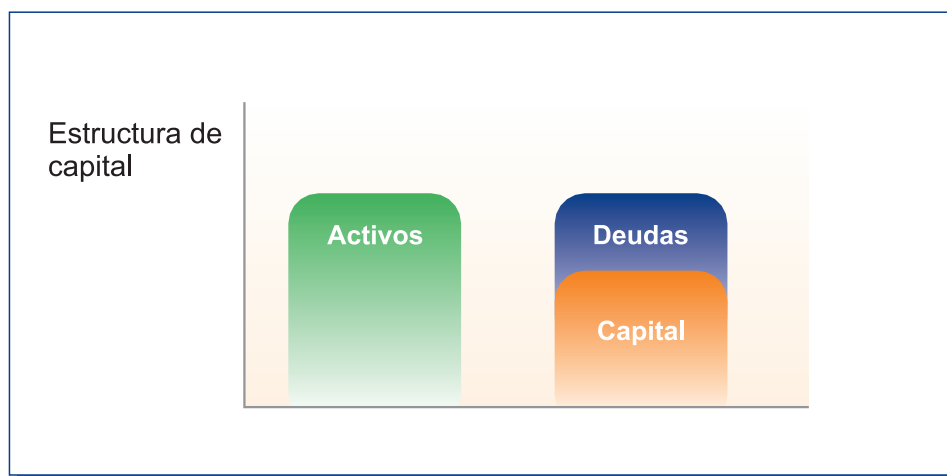 Estructura de
capital
Activos
Deudas
Capital